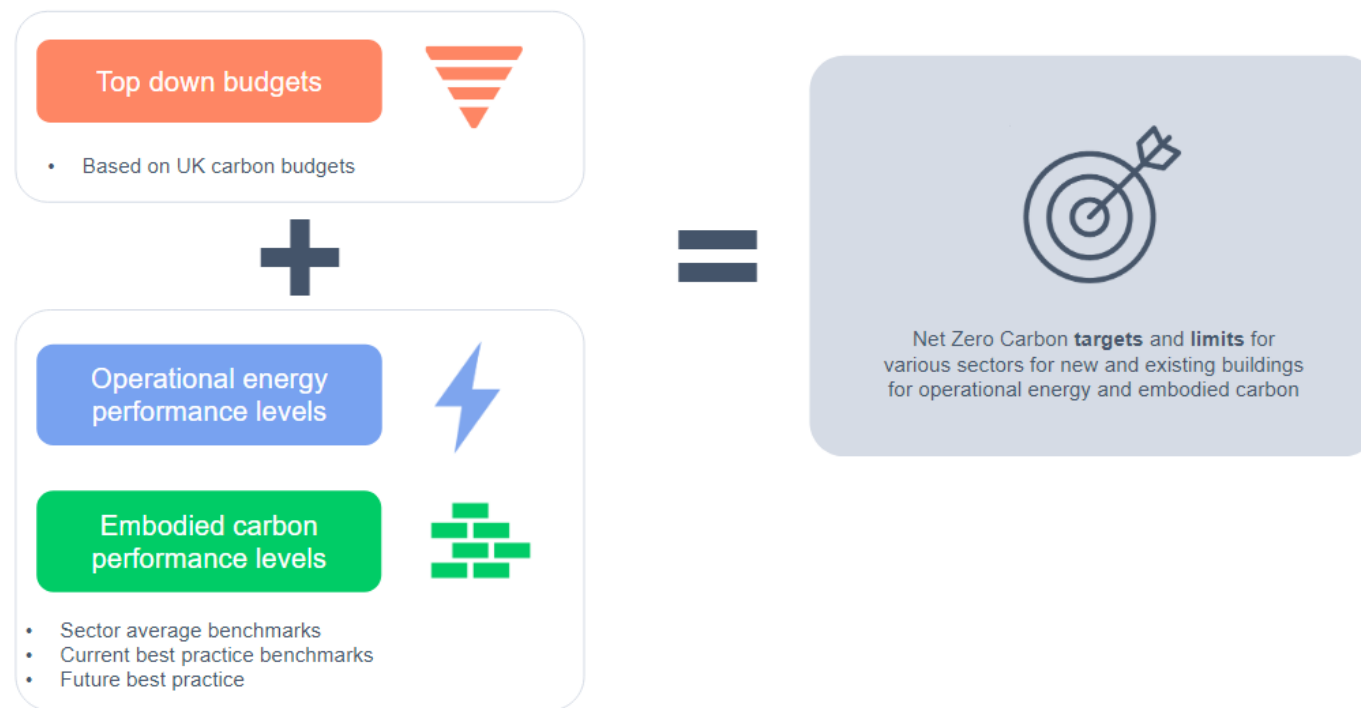 Top down budgets
• Based on UK carbon budgets
Operational energy
performance levels
Embodied carbon
performance levels
• Sector average benchmarks
• Current best practice benchmarks
• Future best practice
Net Zero Carbon targets and limits for
various sectors for new and existing buildings
for operational energy and embodied carbon